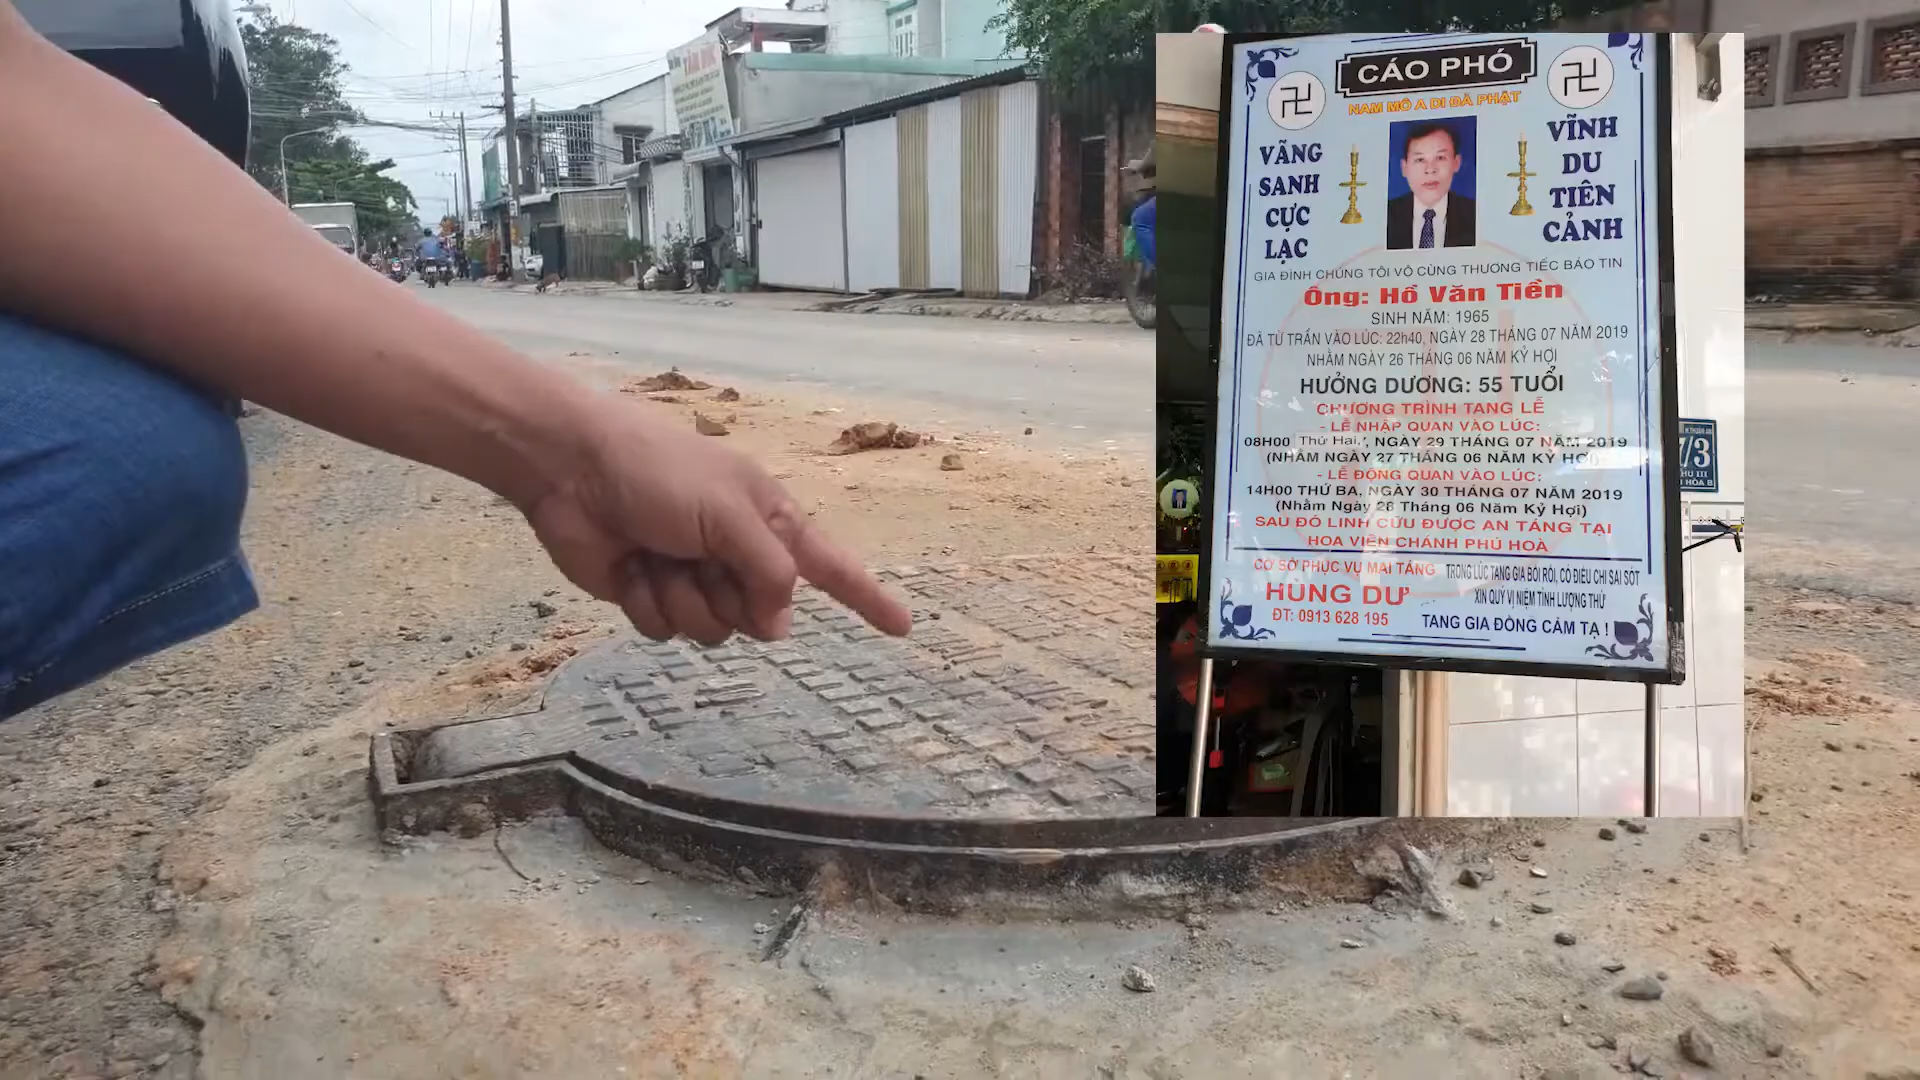 CÁO PHÓ
NAM MÔ A DI ĐÀ PHẬT
VÃNG
SANH
CỰC
LẠC
VĨNH
DU
TIÊN
CẢNH
GIA ĐÌNH CHÚNG TÔI VÔ CÙNG THƯƠNG TIẾC BÁO TIN
Ông: Hồ Văn Tiền
SINH NĂM: 1965
ĐÃ TỪ TRẦN VÀO LÚC: 22h40, NGÀY 28 THÁNG 07 NĂM 2019
NHẰM NGÀY 26 THÁNG 06 NĂM KỶ HỢI
HƯỞNG DƯƠNG: 55 TUỔI
CHƯƠNG TRÌNH TANG LỄ
- LỄ NHẬP QUAN VÀO LÚC:
08H00 Thứ Hai, NGÀY 29 THÁNG 07 NĂM 2019
(NHẰM NGÀY 27 THÁNG 06 NĂM KỶ HỢI)
- LỄ ĐỘNG QUAN VÀO LÚC:
14H00 THỨ BA, NGÀY 30 THÁNG 07 NĂM 2019
(Nhằm Ngày 28 Tháng 06 Năm Kỷ Hợi)
SAU ĐÓ LINH CỮU ĐƯỢC AN TÁNG TẠI
HOA VIÊN CHÁNH PHÚ HOÀ
CƠ SỞ PHỤC VỤ MAI TÁNG
HÙNG DƯ
ĐT: 0913 628 195
TRONG LÚC TANG GIA BỐI RỐI, CÓ ĐIỀU CHI SAI SÓT
XIN QUÝ VỊ NIỆM TÌNH LƯỢNG THỨ
TANG GIA ĐỒNG CẢM TẠ !
7/3